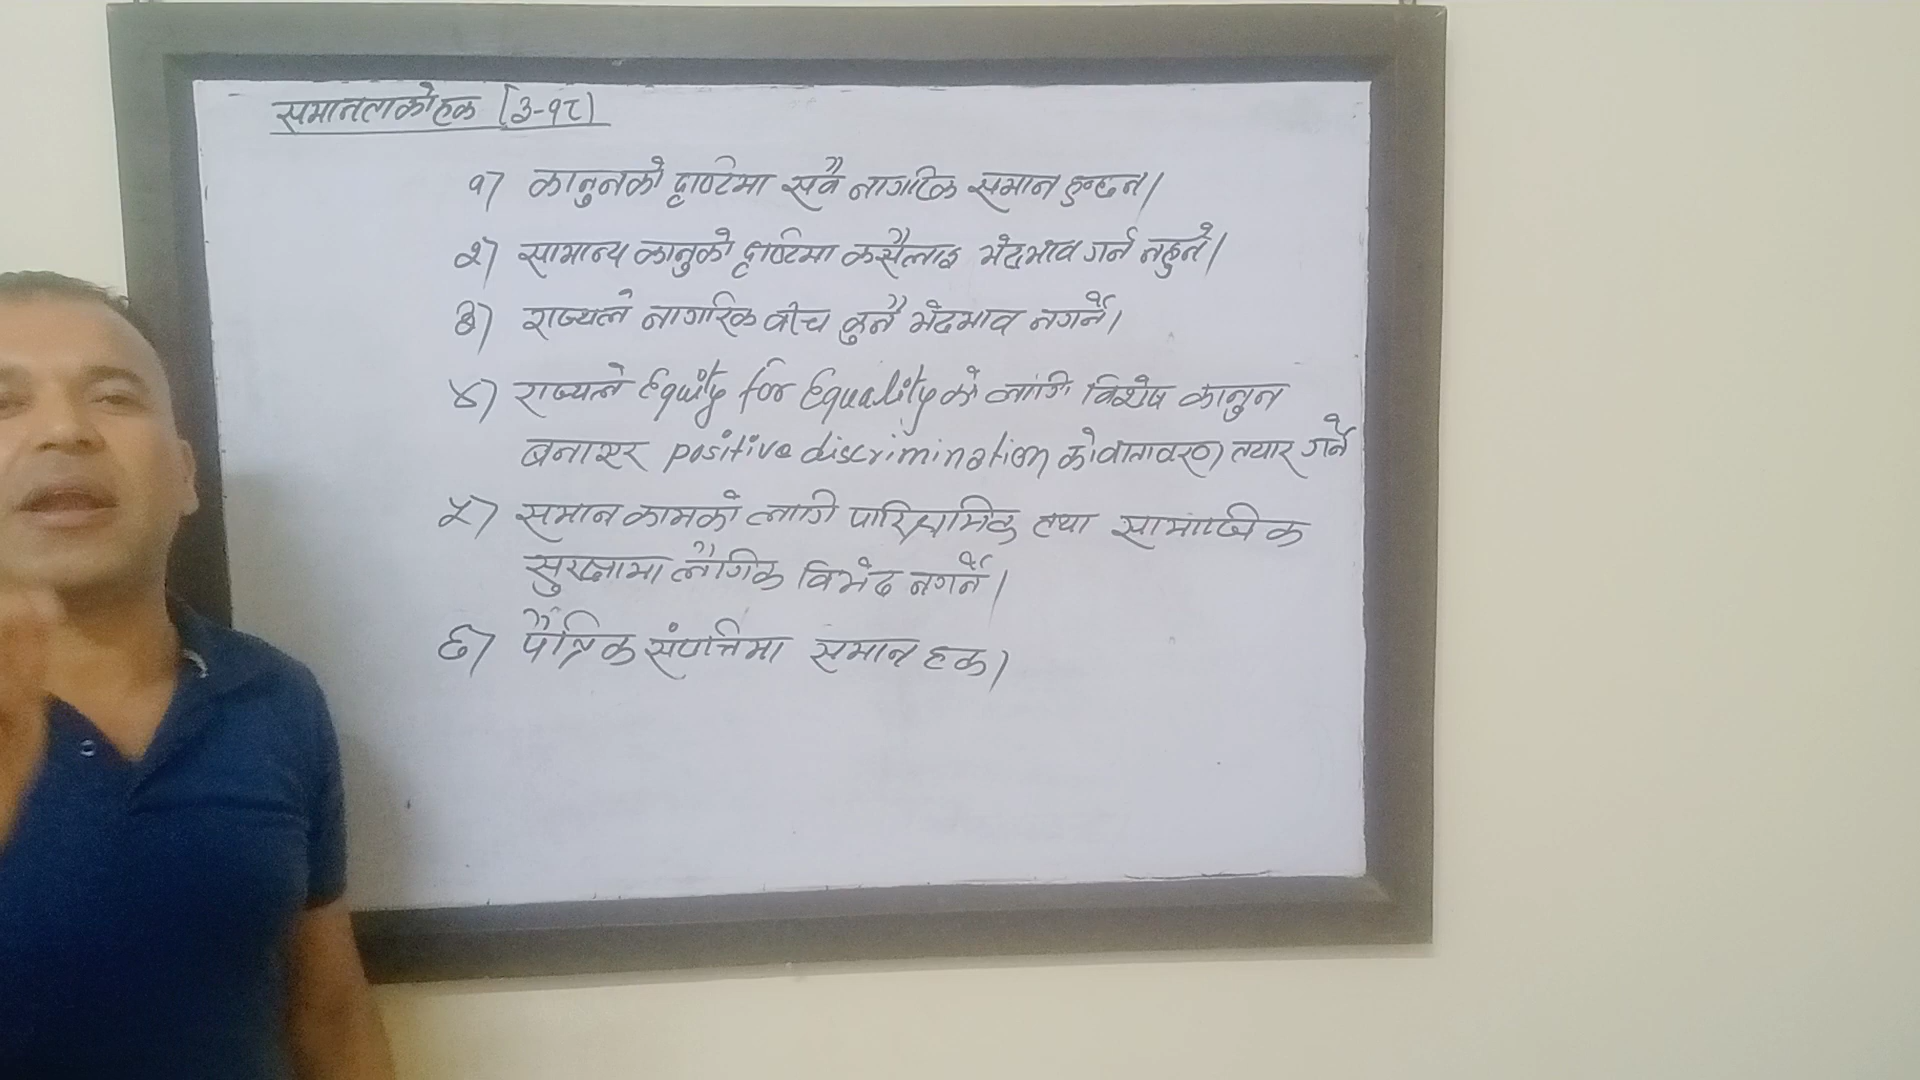 समानताको हक (३-१८)
१) कानुनको दृष्टिमा सवै नागरिक समान हुन्छन।
२) सामान्य कानुको दृष्टिमा कसैलाइ भेदभाव गर्न नहुने।
३) राज्यले नागरिक वीच कुनै भेदभाव नगर्ने।
४) राज्यले Equity for Equality को लागि विशेष कानुन
बनाएर positive discrimination को वातावरण तयार गर्ने
५) समान कामको लागि पारिश्रमिक तथा सामाजिक
सुरक्षामा लैंगिक विभेद नगर्ने।
६) पैत्रिक संपत्तिमा समान हक।